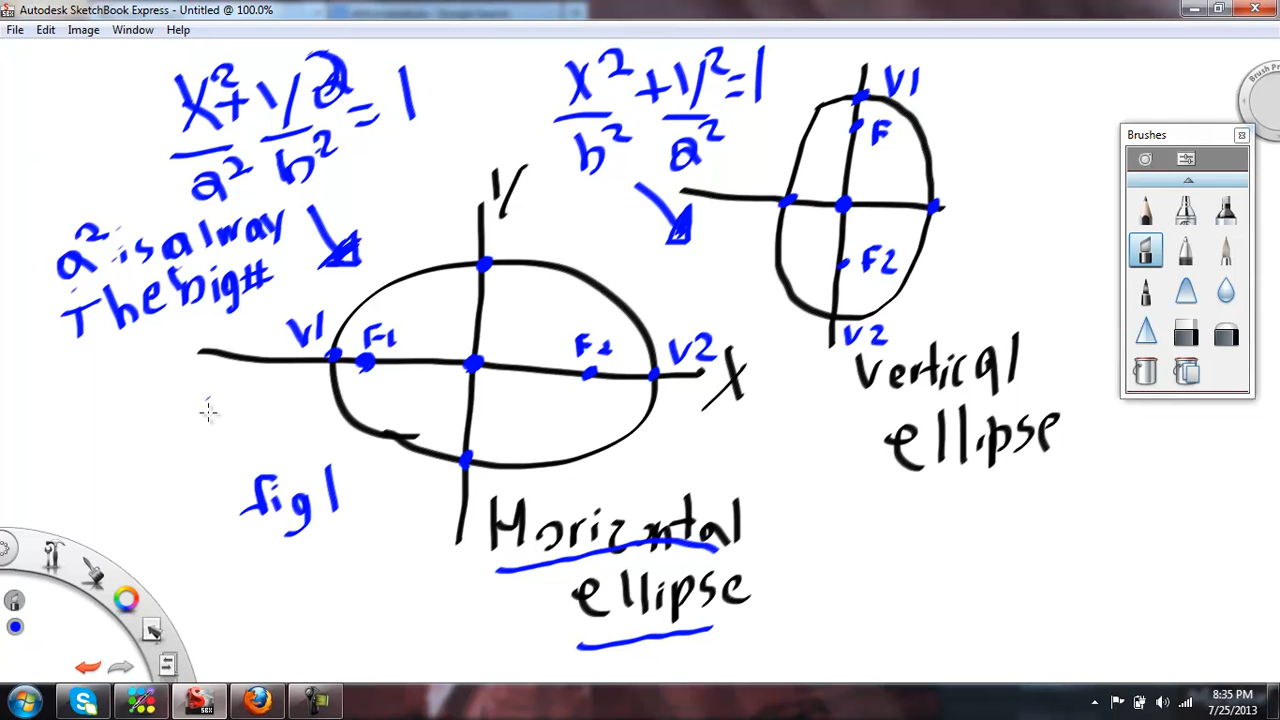 Autodesk SketchBook Express - Untitled @ 100.0%
File Edit Image Window Help
x² + y² = 1
a² b²
x² + y² = 1
b² a²
V1
F
F2
V2
Vertical
ellipse
a² is alway
The big #
Y
V1 F1 F2 V2
X
fig 1
Horizontal
ellipse
Brushes
SBX
8:35 PM
7/25/2013